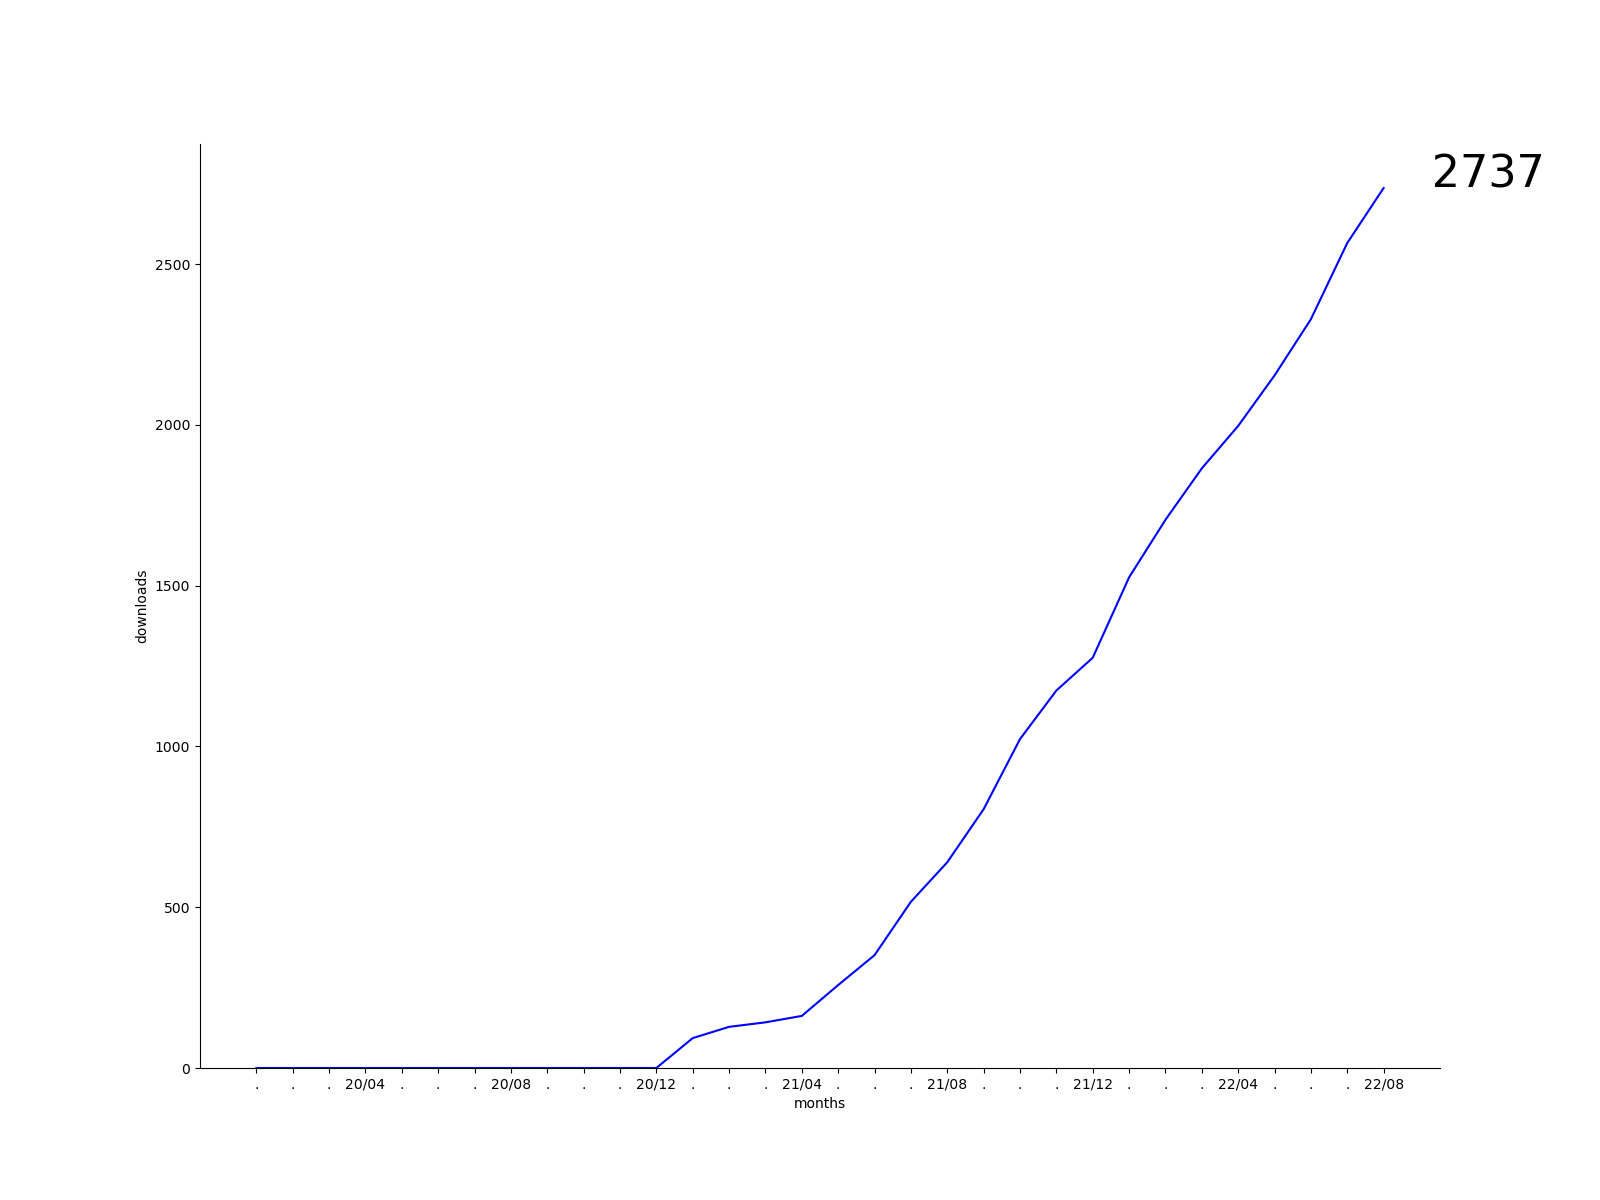 2737
2500
2000
1500
1000
500
0
downloads
. . . 20/04 . . . 20/08 . . . 20/12 . . . 21/04 . . . 21/08 . . . 21/12 . . . 22/04 . . . 22/08
months